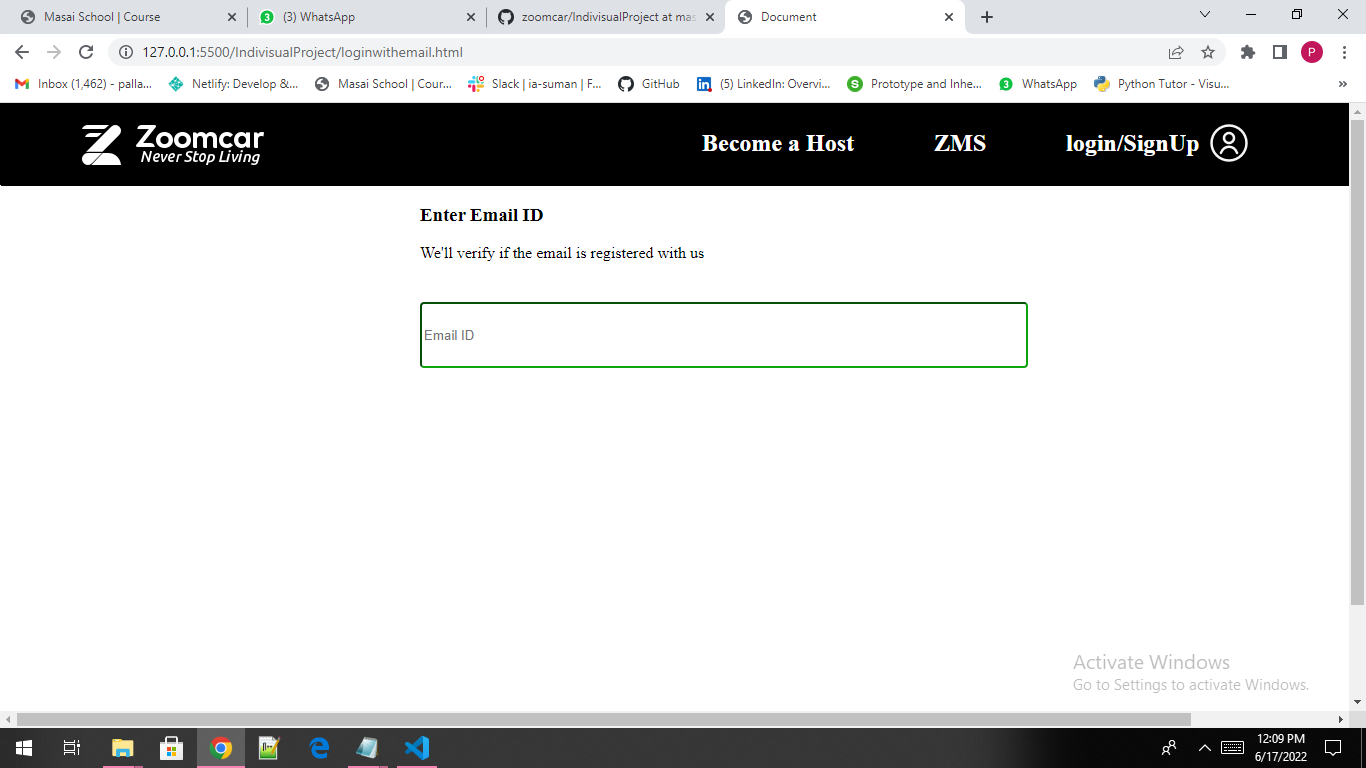 Masai School | Course
3
(3) WhatsApp
zoomcar/IndivisualProject at mas
Document
127.0.0.1:5500/IndivisualProject/loginwithemail.html
P
Inbox (1,462) - palla...
Netlify: Develop &...
Masai School | Cour...
Slack | ia-suman | F...
GitHub
in
(5) LinkedIn: Overvi...
S
Prototype and Inhe...
3
WhatsApp
Python Tutor - Visu...
»
Zoomcar
Never Stop Living
Become a Host
ZMS
login/SignUp
Enter Email ID
We'll verify if the email is registered with us
Email ID
Activate Windows
Go to Settings to activate Windows.
12:09 PM
6/17/2022